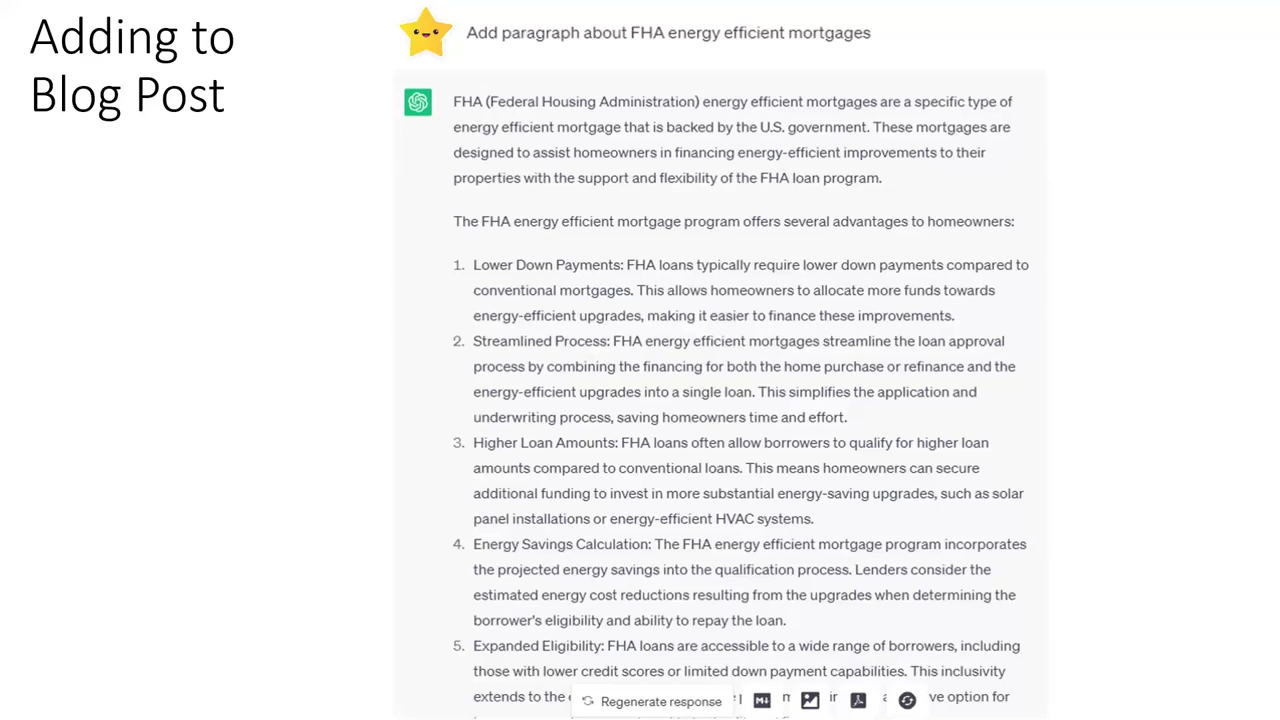 Adding to
Blog Post
Add paragraph about FHA energy efficient mortgages
FHA (Federal Housing Administration) energy efficient mortgages are a specific type of
energy efficient mortgage that is backed by the U.S. government. These mortgages are
designed to assist homeowners in financing energy-efficient improvements to their
properties with the support and flexibility of the FHA loan program.
The FHA energy efficient mortgage program offers several advantages to homeowners:
1. Lower Down Payments: FHA loans typically require lower down payments compared to
conventional mortgages. This allows homeowners to allocate more funds towards
energy-efficient upgrades, making it easier to finance these improvements.
2. Streamlined Process: FHA energy efficient mortgages streamline the loan approval
process by combining the financing for both the home purchase or refinance and the
energy-efficient upgrades into a single loan. This simplifies the application and
underwriting process, saving homeowners time and effort.
3. Higher Loan Amounts: FHA loans often allow borrowers to qualify for higher loan
amounts compared to conventional loans. This means homeowners can secure
additional funding to invest in more substantial energy-saving upgrades, such as solar
panel installations or energy-efficient HVAC systems.
4. Energy Savings Calculation: The FHA energy efficient mortgage program incorporates
the projected energy savings into the qualification process. Lenders consider the
estimated energy cost reductions resulting from the upgrades when determining the
borrower's eligibility and ability to repay the loan.
5. Expanded Eligibility: FHA loans are accessible to a wide range of borrowers, including
those with lower credit scores or limited down payment capabilities. This inclusivity
extends to the option for
Regenerate response